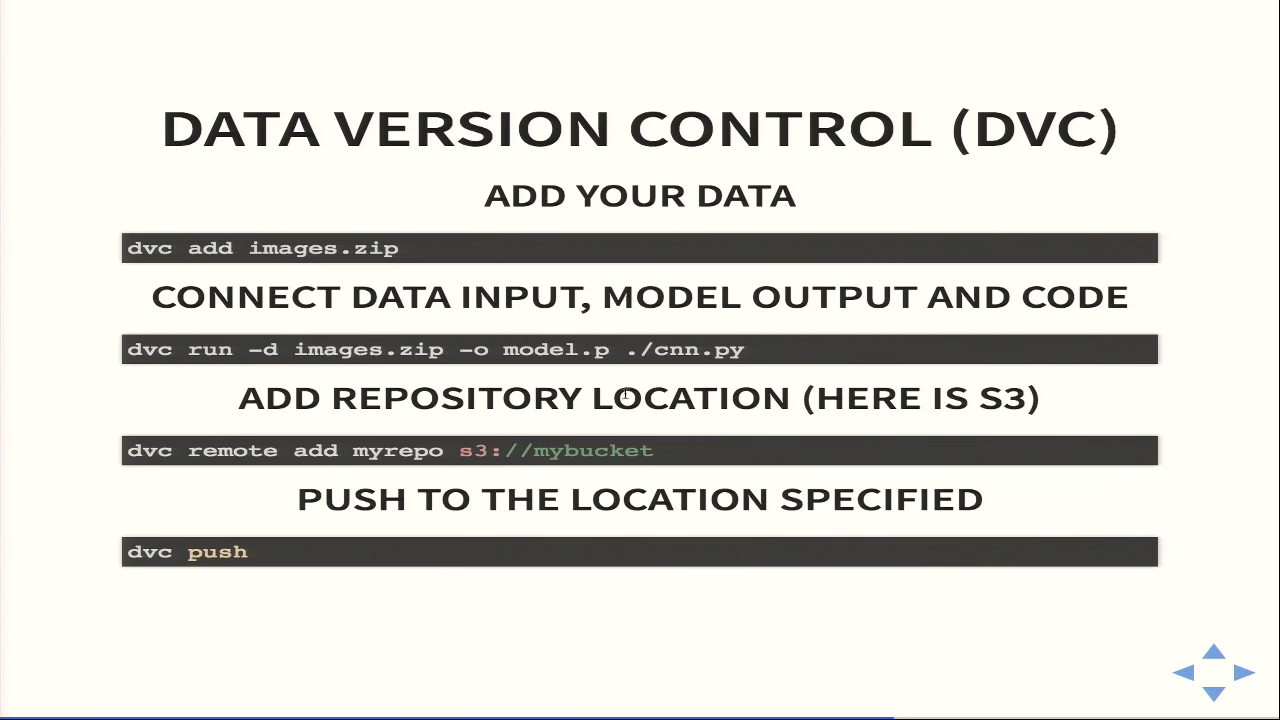 DATA VERSION CONTROL (DVC)
ADD YOUR DATA
dvc add images.zip
CONNECT DATA INPUT, MODEL OUTPUT AND CODE
dvc run -d images.zip -o model.p ./cnn.py
ADD REPOSITORY LOCATION (HERE IS S3)
dvc remote add myrepo s3://mybucket
PUSH TO THE LOCATION SPECIFIED
dvc push